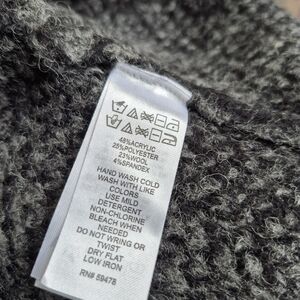 48%ACRYLIC
25%POLYESTER
23%WOOL
4%SPANDEX
HAND WASH COLD
WASH WITH LIKE
COLORS
USE MILD
DETERGENT
NON-CHLORINE
BLEACH WHEN
NEEDED
DO NOT WRING OR
TWIST
DRY FLAT
LOW IRON
RN# 59478